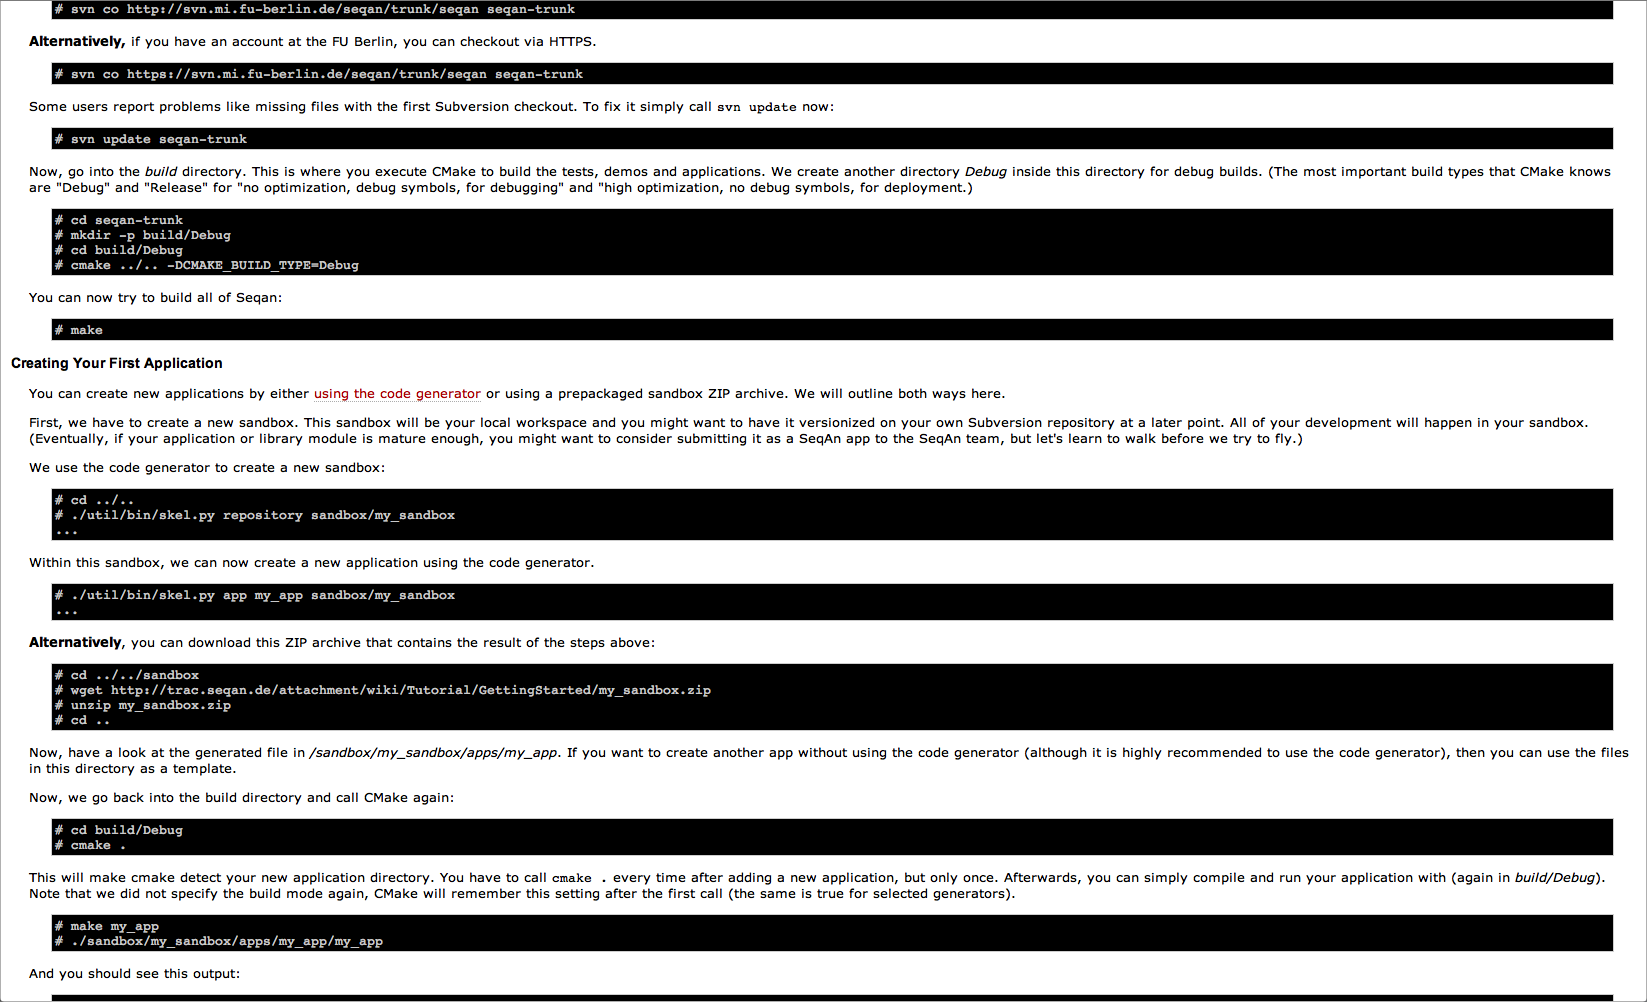 # svn co http://svn.mi.fu-berlin.de/seqan/trunk/seqan seqan-trunk
Alternatively, if you have an account at the FU Berlin, you can checkout via HTTPS.
# svn co https://svn.mi.fu-berlin.de/seqan/trunk/seqan seqan-trunk
Some users report problems like missing files with the first Subversion checkout. To fix it simply call svn update now:
# svn update seqan-trunk
Now, go into the build directory. This is where you execute CMake to build the tests, demos and applications. We create another directory Debug inside this directory for debug builds. (The most important build types that CMake knows
are "Debug" and "Release" for "no optimization, debug symbols, for debugging" and "high optimization, no debug symbols, for deployment.)
# cd seqan-trunk
# mkdir -p build/Debug
# cd build/Debug
# cmake ../.. -DCMAKE_BUILD_TYPE=Debug
You can now try to build all of Seqan:
# make
Creating Your First Application
You can create new applications by either using the code generator or using a prepackaged sandbox ZIP archive. We will outline both ways here.
First, we have to create a new sandbox. This sandbox will be your local workspace and you might want to have it versionized on your own Subversion repository at a later point. All of your development will happen in your sandbox.
(Eventually, if your application or library module is mature enough, you might want to consider submitting it as a SeqAn app to the SeqAn team, but let's learn to walk before we try to fly.)
We use the code generator to create a new sandbox:
# cd ../..
# ./util/bin/skel.py repository sandbox/my_sandbox
...
Within this sandbox, we can now create a new application using the code generator.
# ./util/bin/skel.py app my_app sandbox/my_sandbox
...
Alternatively, you can download this ZIP archive that contains the result of the steps above:
# cd ../../sandbox
# wget http://trac.seqan.de/attachment/wiki/Tutorial/GettingStarted/my_sandbox.zip
# unzip my_sandbox.zip
# cd ..
Now, have a look at the generated file in /sandbox/my_sandbox/apps/my_app. If you want to create another app without using the code generator (although it is highly recommended to use the code generator), then you can use the files
in this directory as a template.
Now, we go back into the build directory and call CMake again:
# cd build/Debug
# cmake .
This will make cmake detect your new application directory. You have to call cmake . every time after adding a new application, but only once. Afterwards, you can simply compile and run your application with (again in build/Debug).
Note that we did not specify the build mode again, CMake will remember this setting after the first call (the same is true for selected generators).
# make my_app
# ./sandbox/my_sandbox/apps/my_app/my_app
And you should see this output: